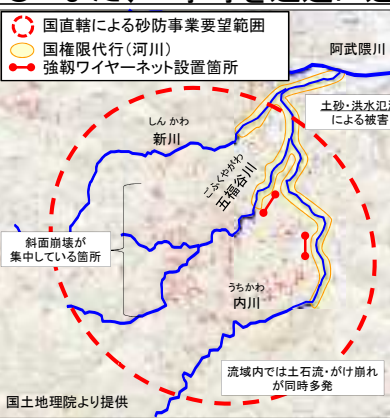 国直轄による砂防事業要望範囲
国権限代行（河川）
強靱ワイヤーネット設置箇所
阿武隈川
土砂・洪水氾
による被害
しん かわ
新川
ごふくやがわ
五福谷川
斜面崩壊が
集中している箇所
うちかわ
内川
流域内では土石流・がけ崩れ
が同時多発
国土地理院より提供